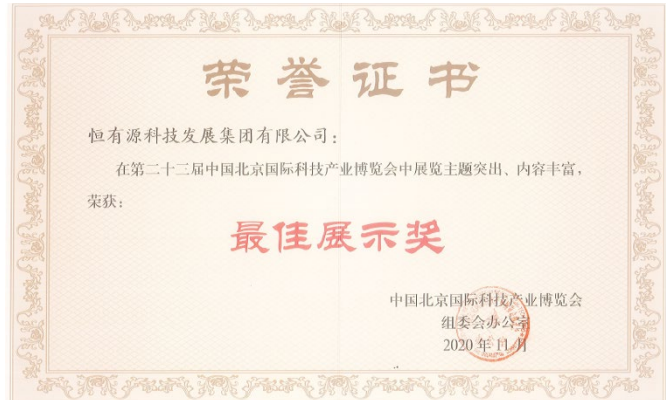 荣誉证书
恒有源科技发展集团有限公司：
在第二十三届中国北京国际科技产业博览会中展览主题突出、内容丰富，
荣获：
最佳展示奖
中国北京国际科技产业博览会
组委会办公室
2020年11月